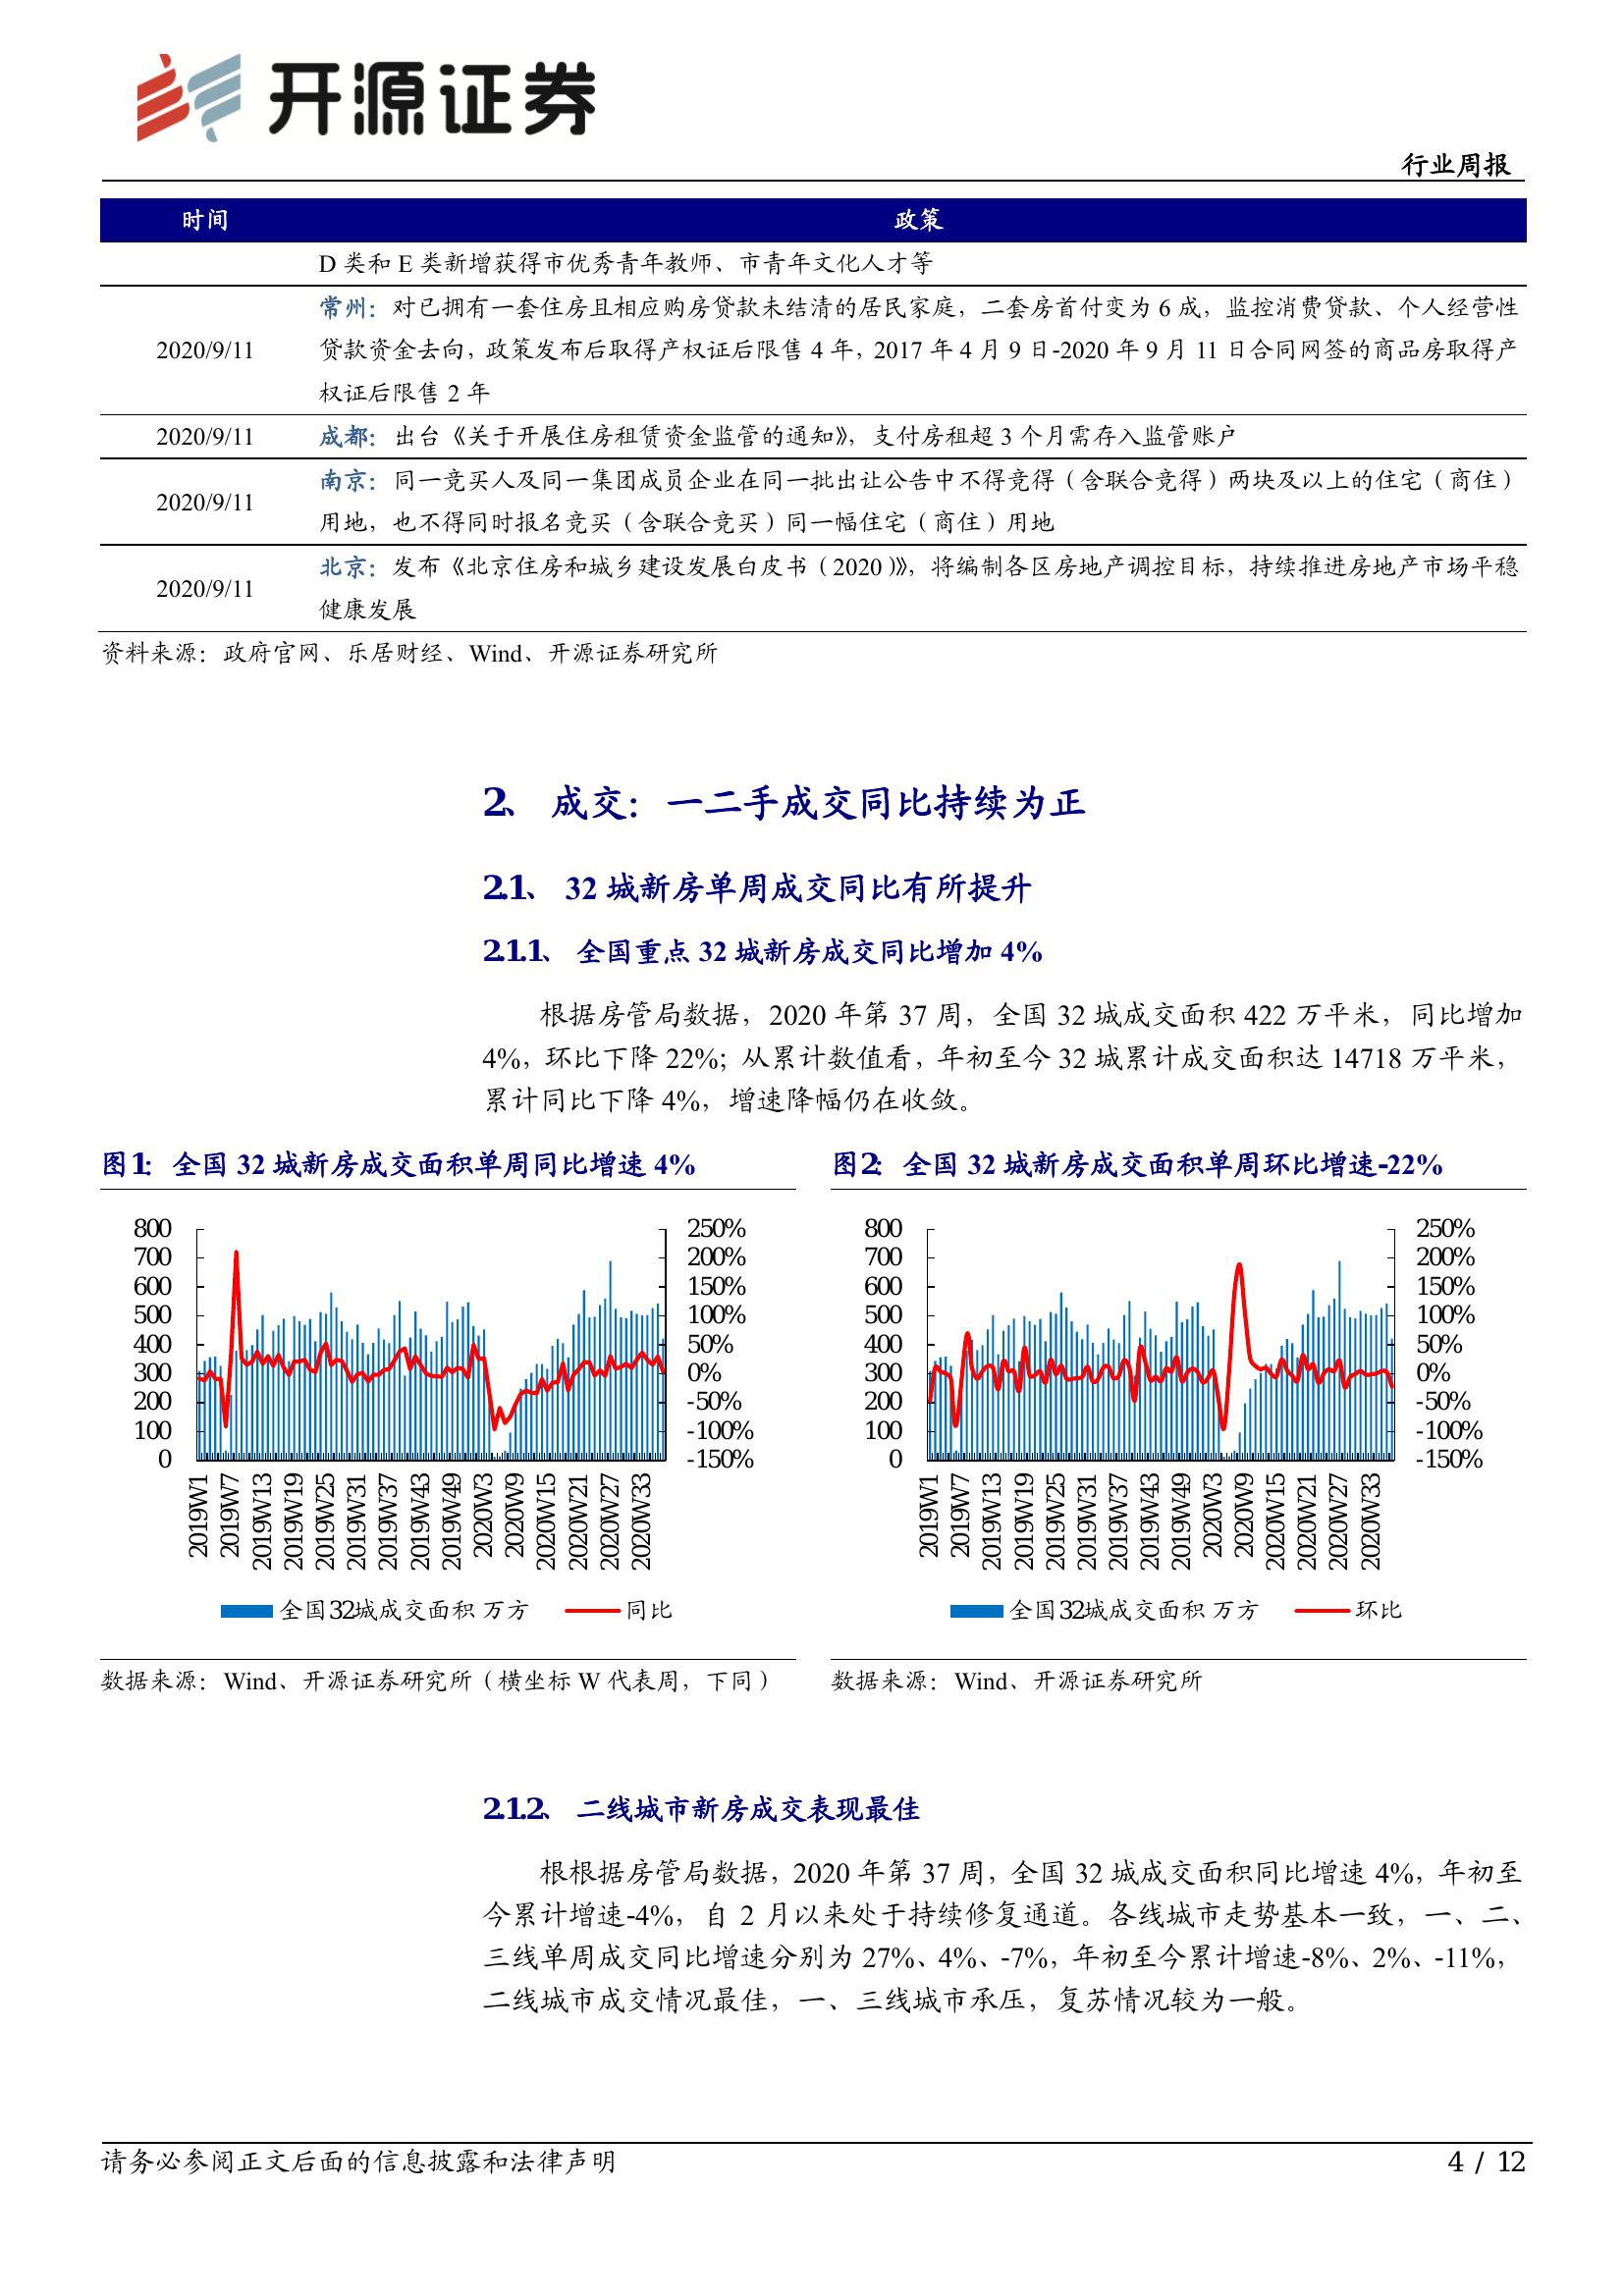 开源证券
行业周报
时间 政策
D 类和 E 类新增获得市优秀青年教师、市青年文化人才等
2020/9/11
常州：对已拥有一套住房且相应购房贷款未结清的居民家庭，二套房首付变为 6 成，监控消费贷款、个人经营性
贷款资金去向，政策发布后取得产权证后限售 4 年，2017 年 4 月 9 日-2020 年 9 月 11 日合同网签的商品房取得产
权证后限售 2 年
2020/9/11 成都：出台《关于开展住房租赁资金监管的通知》，支付房租超 3 个月需存入监管账户
2020/9/11
南京：同一竞买人及同一集团成员企业在同一批出让公告中不得竞得（含联合竞得）两块及以上的住宅（商住）
用地，也不得同时报名竞买（含联合竞买）同一幅住宅（商住）用地
2020/9/11
北京：发布《北京住房和城乡建设发展白皮书（2020）》，将编制各区房地产调控目标，持续推进房地产市场平稳
健康发展
资料来源：政府官网、乐居财经、Wind、开源证券研究所
2、 成交：一二手成交同比持续为正
2.1、 32 城新房单周成交同比有所提升
2.1.1、 全国重点 32 城新房成交同比增加 4%
根据房管局数据，2020 年第 37 周，全国 32 城成交面积 422 万平米，同比增加
4%，环比下降 22%；从累计数值看，年初至今 32 城累计成交面积达 14718 万平米，
累计同比下降 4%，增速降幅仍在收敛。
图1：全国 32 城新房成交面积单周同比增速 4%
800 250%
700 200%
600 150%
500 100%
400 50%
300 0%
200 -50%
100 -100%
0 -150%
2019W1 2019W7 2019W13 2019W19 2019W25 2019W31 2019W37 2019W43 2019W49 2020W3 2020W9 2020W15 2020W21 2020W27 2020W33
全国32城成交面积 万方 同比
数据来源：Wind、开源证券研究所（横坐标 W 代表周，下同）
图2：全国 32 城新房成交面积单周环比增速-22%
800 250%
700 200%
600 150%
500 100%
400 50%
300 0%
200 -50%
100 -100%
0 -150%
2019W1 2019W7 2019W13 2019W19 2019W25 2019W31 2019W37 2019W43 2019W49 2020W3 2020W9 2020W15 2020W21 2020W27 2020W33
全国32城成交面积 万方 环比
数据来源：Wind、开源证券研究所
2.1.2、 二线城市新房成交表现最佳
根根据房管局数据，2020 年第 37 周，全国 32 城成交面积同比增速 4%，年初至
今累计增速-4%，自 2 月以来处于持续修复通道。各线城市走势基本一致，一、二、
三线单周成交同比增速分别为 27%、4%、-7%，年初至今累计增速-8%、2%、-11%，
二线城市成交情况最佳，一、三线城市承压，复苏情况较为一般。
请务必参阅正文后面的信息披露和法律声明
4 / 12